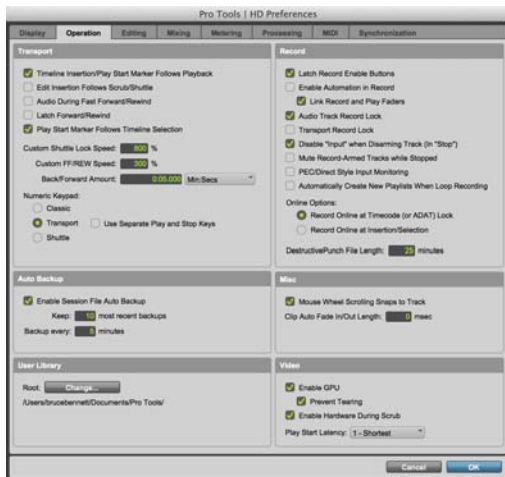 Pro Tools | HD Preferences
Display Operation Editing Mixing Metering Processing MIDI Synchronization
Transport
Timeline Insertion/Play Start Marker Follows Playback
Edit Insertion Follows Scrub/Shuttle
Audio During Fast Forward/Rewind
Latch Forward/Rewind
Play Start Marker Follows Timeline Selection
Custom Shuttle Lock Speed: 800 %
Custom FF/REW Speed: 300 %
Back/Forward Amount: 0:05.000 Min:Secs
Numeric Keypad:
Classic
Transport Use Separate Play and Stop Keys
Shuttle
Record
Latch Record Enable Buttons
Enable Automation in Record
Link Record and Play Faders
Audio Track Record Lock
Transport Record Lock
Disable "Input" when Disarming Track (In "Stop")
Mute Record-Armed Tracks while Stopped
PEC/Direct Style Input Monitoring
Automatically Create New Playlists When Loop Recording
Online Options:
Record Online at Timecode (or ADAT) Lock
Record Online at Insertion/Selection
DestructivePunch File Length: 25 minutes
Auto Backup
Enable Session File Auto Backup
Keep: 10 most recent backups
Backup every: 5 minutes
Misc
Mouse Wheel Scrolling Snaps to Track
Clip Auto Fade In/Out Length: 0 msec
User Library
Root: Change...
/Users/brucebennett/Documents/Pro Tools/
Video
Enable GPU
Prevent Tearing
Enable Hardware During Scrub
Play Start Latency: 1 - Shortest
Cancel OK